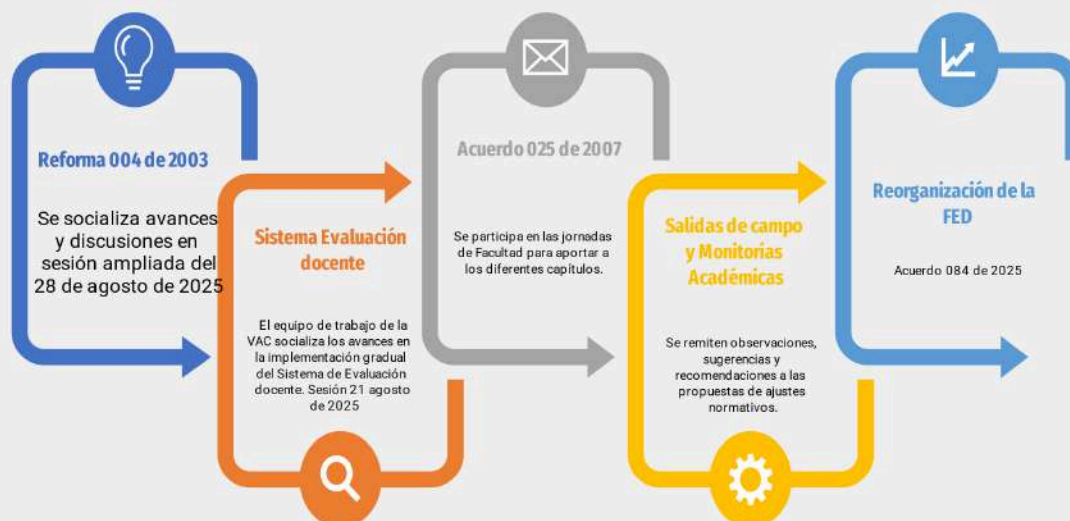 Reforma 004 de 2003
Se socializa avances
y discusiones en
sesión ampliada del
28 de agosto de 2025
Sistema Evaluación
docente
El equipo de trabajo de la
VAC socializa los avances en
la implementación gradual
del Sistema de Evaluación
docente. Sesión 21 agosto
de 2025
Acuerdo 025 de 2007
Se participa en las jornadas
de Facultad para aportar a
los diferentes capítulos.
Salidas de campo
y Monitorias
Académicas
Se remiten observaciones,
sugerencias y
recomendaciones a las
propuestas de ajustes
normativos.
Reorganización de la
FED
Acuerdo 084 de 2025